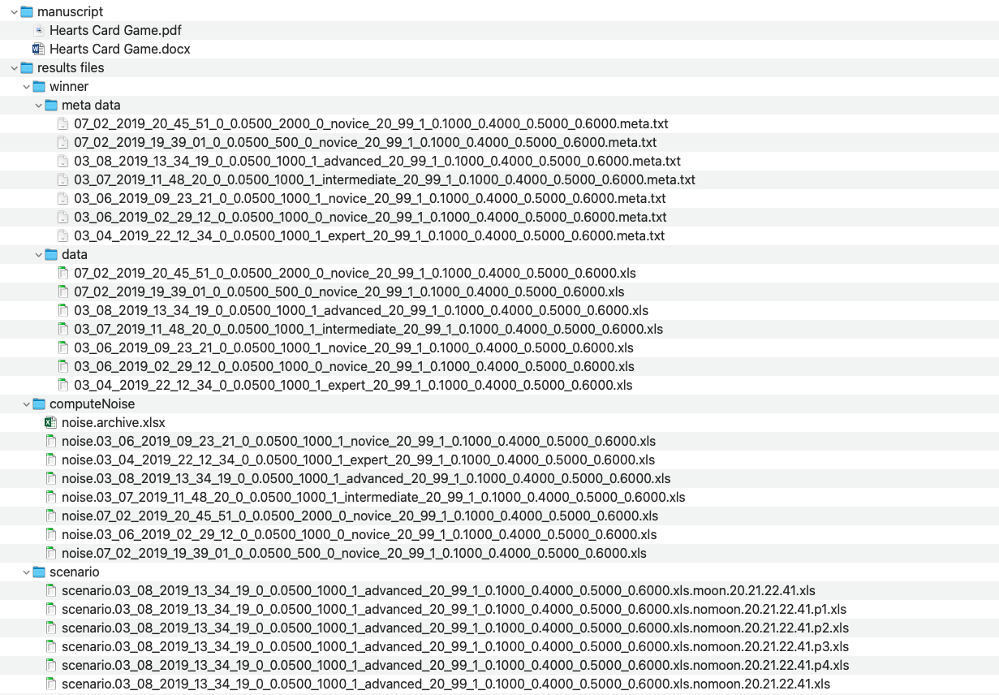 manuscript
Hearts Card Game.pdf
Hearts Card Game.docx
results files
winner
meta data
07_02_2019_20_45_51_0_0.0500_2000_0_novice_20_99_1_0.1000_0.4000_0.5000_0.6000.meta.txt
07_02_2019_19_39_01_0_0.0500_500_0_novice_20_99_1_0.1000_0.4000_0.5000_0.6000.meta.txt
03_08_2019_13_34_19_0_0.0500_1000_1_advanced_20_99_1_0.1000_0.4000_0.5000_0.6000.meta.txt
03_07_2019_11_48_20_0_0.0500_1000_1_intermediate_20_99_1_0.1000_0.4000_0.5000_0.6000.meta.txt
03_06_2019_09_23_21_0_0.0500_1000_1_novice_20_99_1_0.1000_0.4000_0.5000_0.6000.meta.txt
03_06_2019_02_29_12_0_0.0500_1000_0_novice_20_99_1_0.1000_0.4000_0.5000_0.6000.meta.txt
03_04_2019_22_12_34_0_0.0500_1000_1_expert_20_99_1_0.1000_0.4000_0.5000_0.6000.meta.txt
data
07_02_2019_20_45_51_0_0.0500_2000_0_novice_20_99_1_0.1000_0.4000_0.5000_0.6000.xls
07_02_2019_19_39_01_0_0.0500_500_0_novice_20_99_1_0.1000_0.4000_0.5000_0.6000.xls
03_08_2019_13_34_19_0_0.0500_1000_1_advanced_20_99_1_0.1000_0.4000_0.5000_0.6000.xls
03_07_2019_11_48_20_0_0.0500_1000_1_intermediate_20_99_1_0.1000_0.4000_0.5000_0.6000.xls
03_06_2019_09_23_21_0_0.0500_1000_1_novice_20_99_1_0.1000_0.4000_0.5000_0.6000.xls
03_06_2019_02_29_12_0_0.0500_1000_0_novice_20_99_1_0.1000_0.4000_0.5000_0.6000.xls
03_04_2019_22_12_34_0_0.0500_1000_1_expert_20_99_1_0.1000_0.4000_0.5000_0.6000.xls
computeNoise
noise.archive.xlsx
noise.03_06_2019_09_23_21_0_0.0500_1000_1_novice_20_99_1_0.1000_0.4000_0.5000_0.6000.xls
noise.03_04_2019_22_12_34_0_0.0500_1000_1_expert_20_99_1_0.1000_0.4000_0.5000_0.6000.xls
noise.03_08_2019_13_34_19_0_0.0500_1000_1_advanced_20_99_1_0.1000_0.4000_0.5000_0.6000.xls
noise.03_07_2019_11_48_20_0_0.0500_1000_1_intermediate_20_99_1_0.1000_0.4000_0.5000_0.6000.xls
noise.07_02_2019_20_45_51_0_0.0500_2000_0_novice_20_99_1_0.1000_0.4000_0.5000_0.6000.xls
noise.03_06_2019_02_29_12_0_0.0500_1000_0_novice_20_99_1_0.1000_0.4000_0.5000_0.6000.xls
noise.07_02_2019_19_39_01_0_0.0500_500_0_novice_20_99_1_0.1000_0.4000_0.5000_0.6000.xls
scenario
scenario.03_08_2019_13_34_19_0_0.0500_1000_1_advanced_20_99_1_0.1000_0.4000_0.5000_0.6000.xls.moon.20.21.22.41.xls
scenario.03_08_2019_13_34_19_0_0.0500_1000_1_advanced_20_99_1_0.1000_0.4000_0.5000_0.6000.xls.nomoon.20.21.22.41.p1.xls
scenario.03_08_2019_13_34_19_0_0.0500_1000_1_advanced_20_99_1_0.1000_0.4000_0.5000_0.6000.xls.nomoon.20.21.22.41.p2.xls
scenario.03_08_2019_13_34_19_0_0.0500_1000_1_advanced_20_99_1_0.1000_0.4000_0.5000_0.6000.xls.nomoon.20.21.22.41.p3.xls
scenario.03_08_2019_13_34_19_0_0.0500_1000_1_advanced_20_99_1_0.1000_0.4000_0.5000_0.6000.xls.nomoon.20.21.22.41.p4.xls
scenario.03_08_2019_13_34_19_0_0.0500_1000_1_advanced_20_99_1_0.1000_0.4000_0.5000_0.6000.xls.nomoon.20.21.22.41.xls